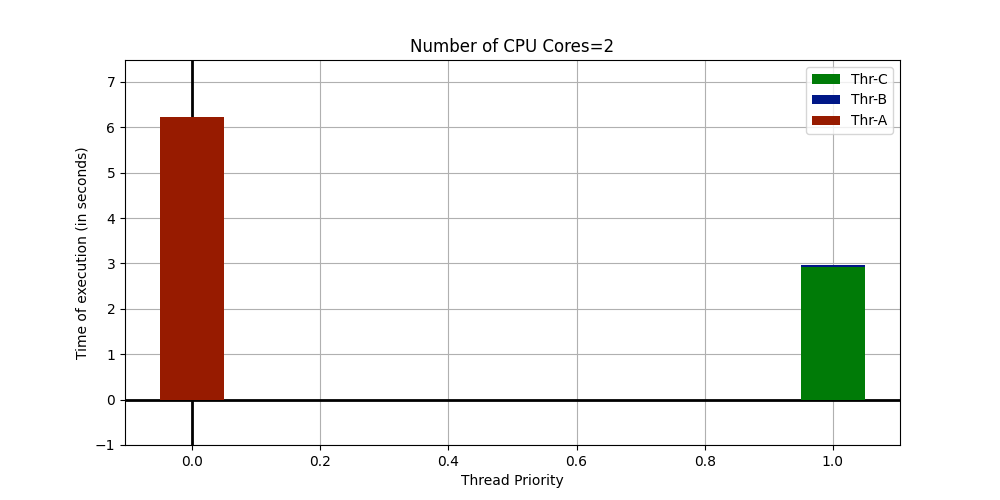 Number of CPU Cores=2
Time of execution (in seconds)
7
6
5
4
3
2
1
0
−1
Thr-C
Thr-B
Thr-A
0.0 0.2 0.4 0.6 0.8 1.0
Thread Priority